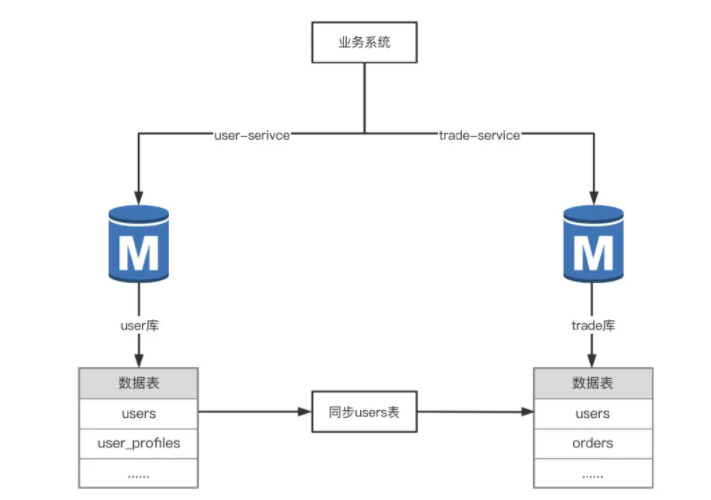 业务系统
user-serivce
trade-service
M
M
user库
trade库
数据表
users
user_profiles
……
同步users表
数据表
users
orders
……